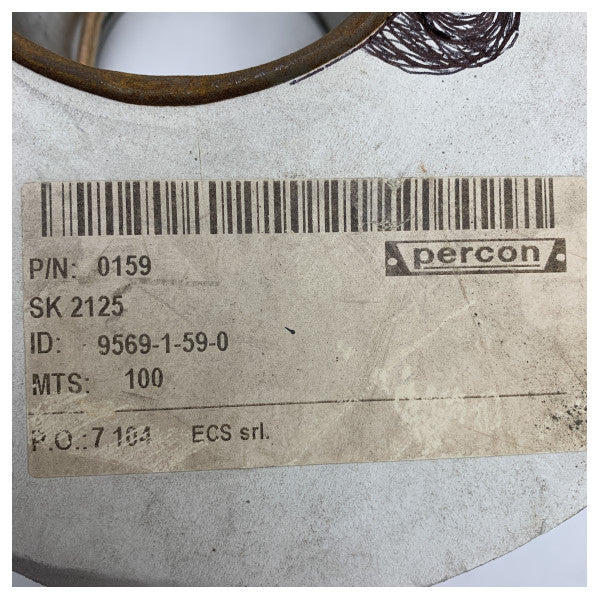 percon
P/N: 0159
SK 2125
ID: 9569-1-59-0
MTS: 100
P.O.: 7 104 ECS srl.